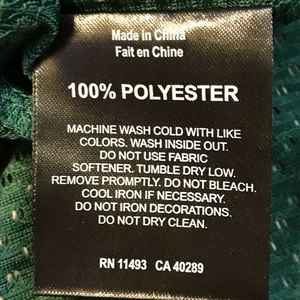 Made in China
Fait en Chine
100% POLYESTER
MACHINE WASH COLD WITH LIKE
COLORS. WASH INSIDE OUT.
DO NOT USE FABRIC
SOFTENER. TUMBLE DRY LOW.
REMOVE PROMPTLY. DO NOT BLEACH.
COOL IRON IF NECESSARY.
DO NOT IRON DECORATIONS.
DO NOT DRY CLEAN.
RN 11493 CA 40289